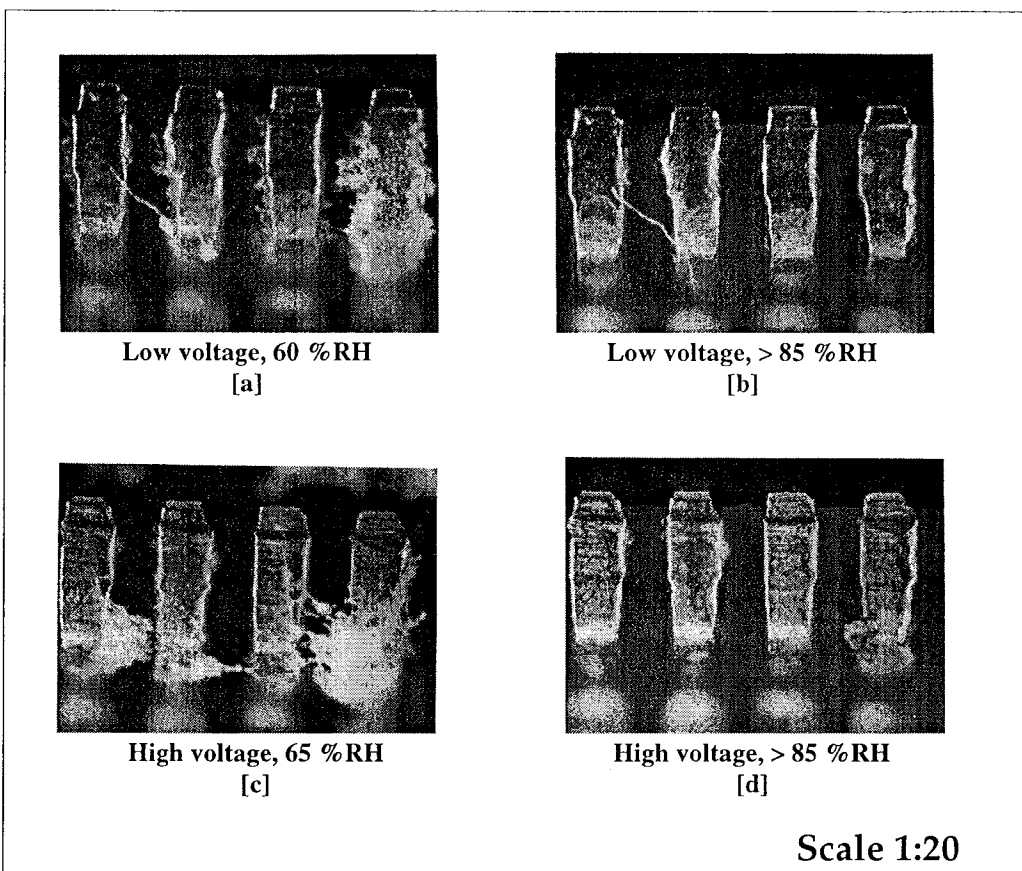 Low voltage, 60 %RH
[a]
Low voltage, > 85 %RH
[b]
High voltage, 65 %RH
[c]
High voltage, > 85 %RH
[d]
Scale 1:20